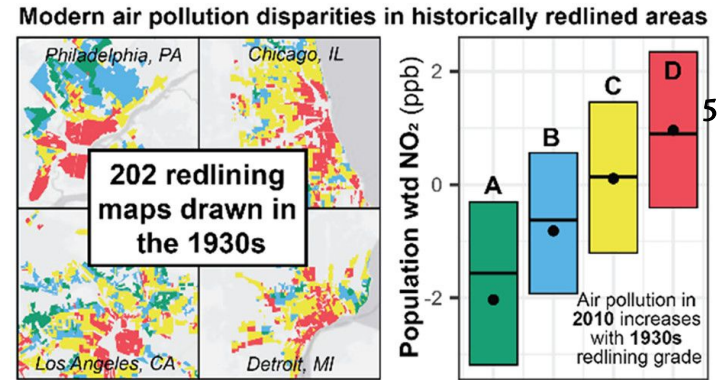 Modern air pollution disparities in historically redlined areas
Philadelphia, PA
Chicago, IL
202 redlining
maps drawn in
the 1930s
Los Angeles, CA
Detroit, MI
Population wtd NO₂ (ppb)
2
0
-2
A
B
C
D
5
Air pollution in
2010 increases
with 1930s
redlining grade